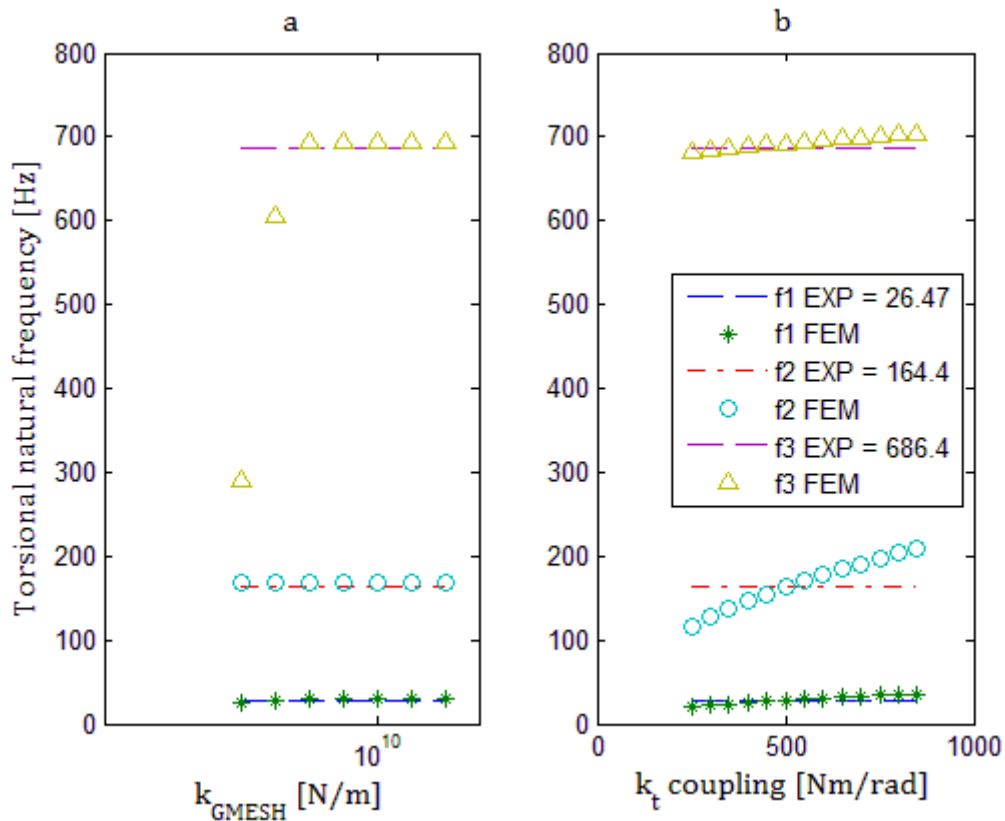 a
b
Torsional natural frequency [Hz]
800
700
600
500
400
300
200
100
0
10^10
k_GMESH [N/m]
800
700
600
500
400
300
200
100
0
0
500
1000
k_t coupling [Nm/rad]
f1 EXP = 26.47
f1 FEM
f2 EXP = 164.4
f2 FEM
f3 EXP = 686.4
f3 FEM